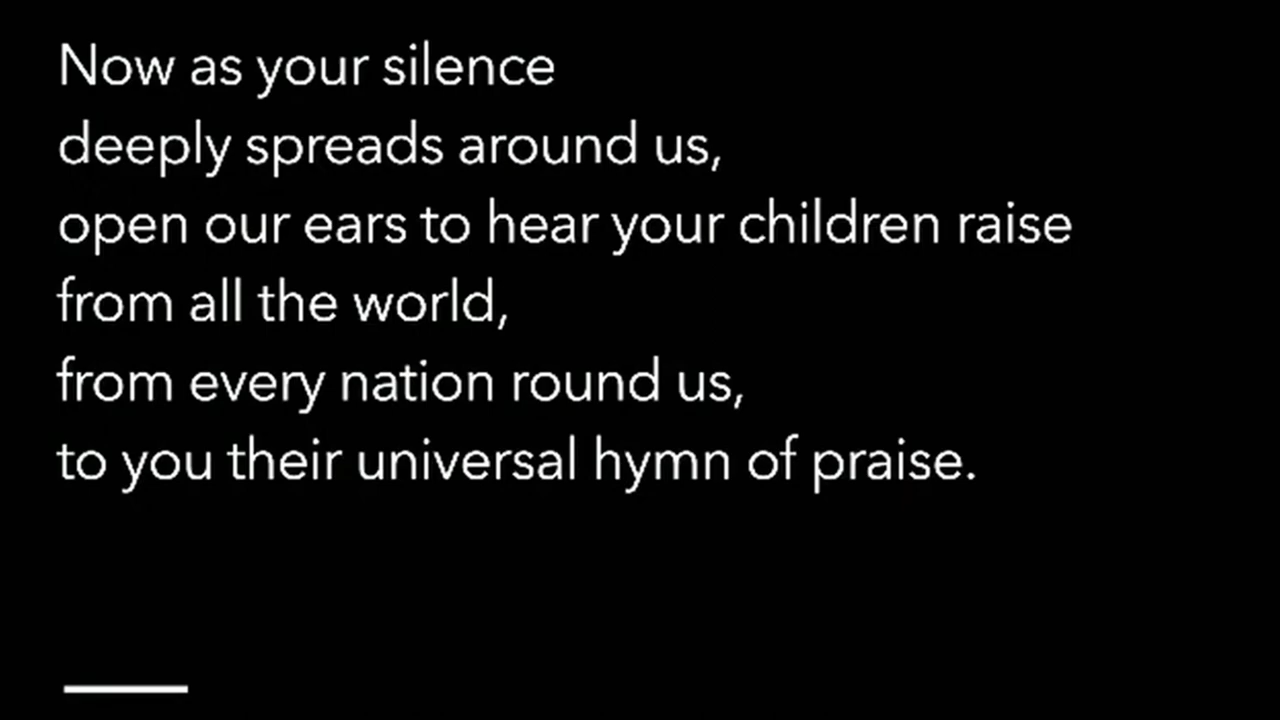 Now as your silence
deeply spreads around us,
open our ears to hear your children raise
from all the world,
from every nation round us,
to you their universal hymn of praise.